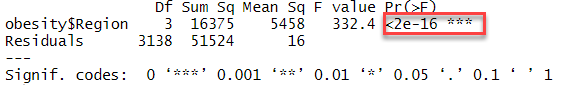 Df Sum Sq Mean Sq F value Pr(>F)
obesity$Region 3 16375 5458 332.4 <2e-16 ***
Residuals 3138 51524 16
---
Signif. codes: 0 ‘***’ 0.001 ‘**’ 0.01 ‘*’ 0.05 ‘.’ 0.1 ‘ ’ 1